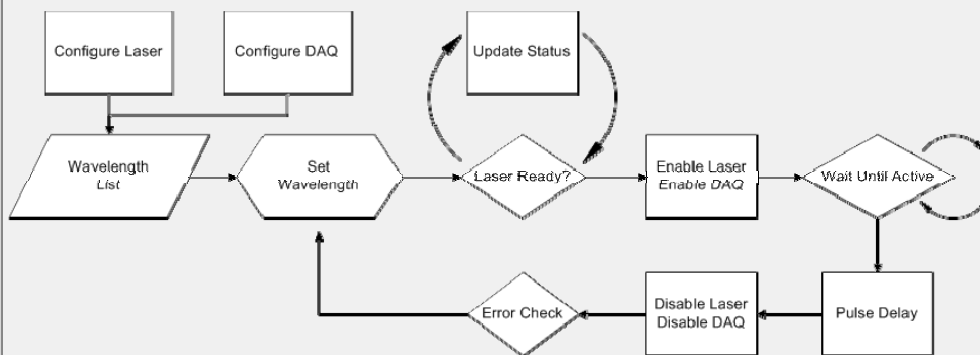 Configure Laser
Configure DAQ
Update Status
Wavelength
List
Set
Wavelength
Laser Ready?
Enable Laser
Enable DAQ
Wait Until Active
Error Check
Disable Laser
Disable DAQ
Pulse Delay